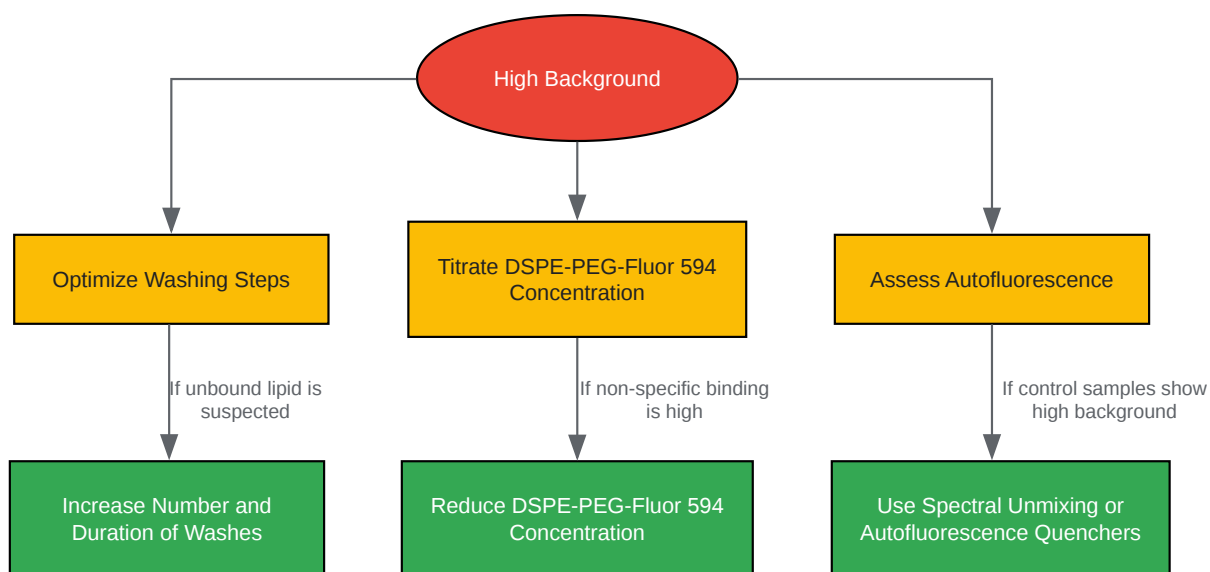 High Background
Optimize Washing Steps
Titrate DSPE-PEG-Fluor 594
Concentration
Assess Autofluorescence
If unbound lipid is
suspected
If non-specific binding
is high
If control samples show
high background
Increase Number and
Duration of Washes
Reduce DSPE-PEG-Fluor 594
Concentration
Use Spectral Unmixing or
Autofluorescence Quenchers